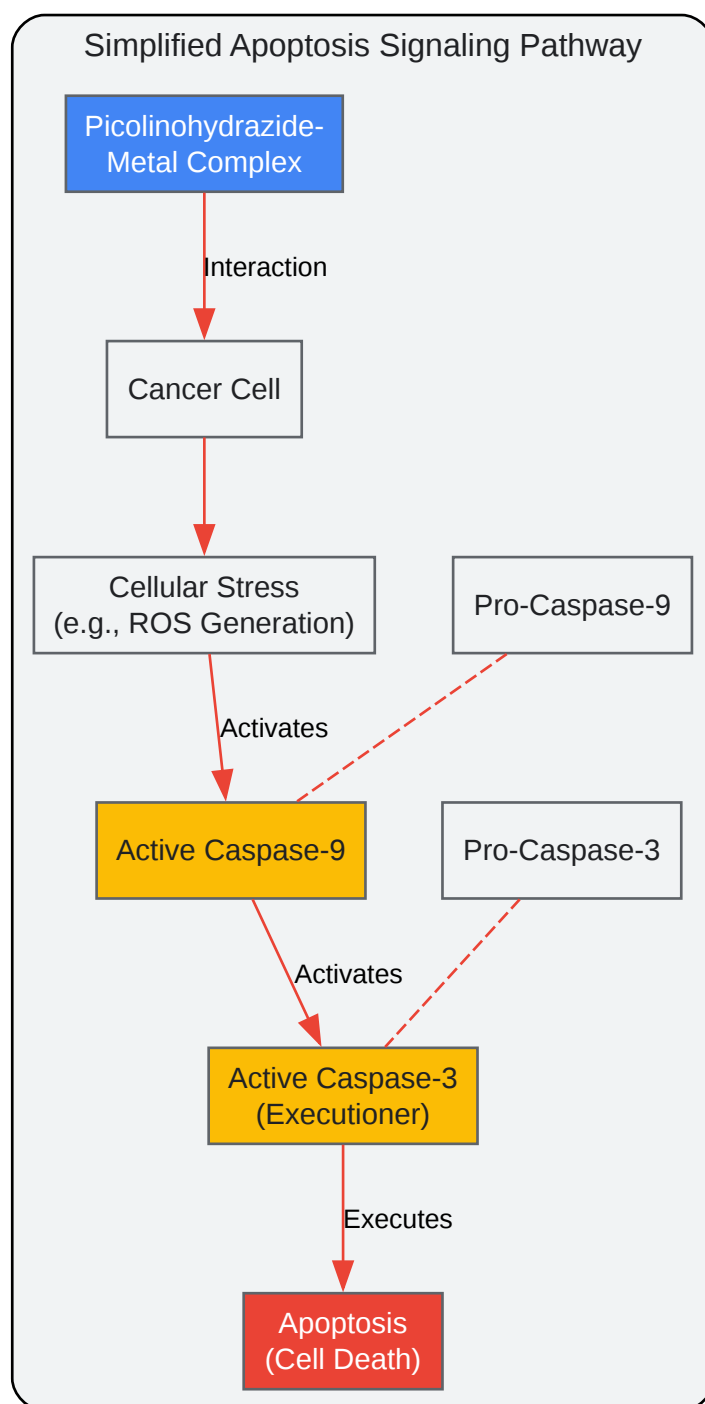 Simplified Apoptosis Signaling Pathway
Picolinohydrazide-
Metal Complex
Interaction
Cancer Cell
Cellular Stress
(e.g., ROS Generation)
Pro-Caspase-9
Activates
Active Caspase-9
Pro-Caspase-3
Activates
Active Caspase-3
(Executioner)
Executes
Apoptosis
(Cell Death)